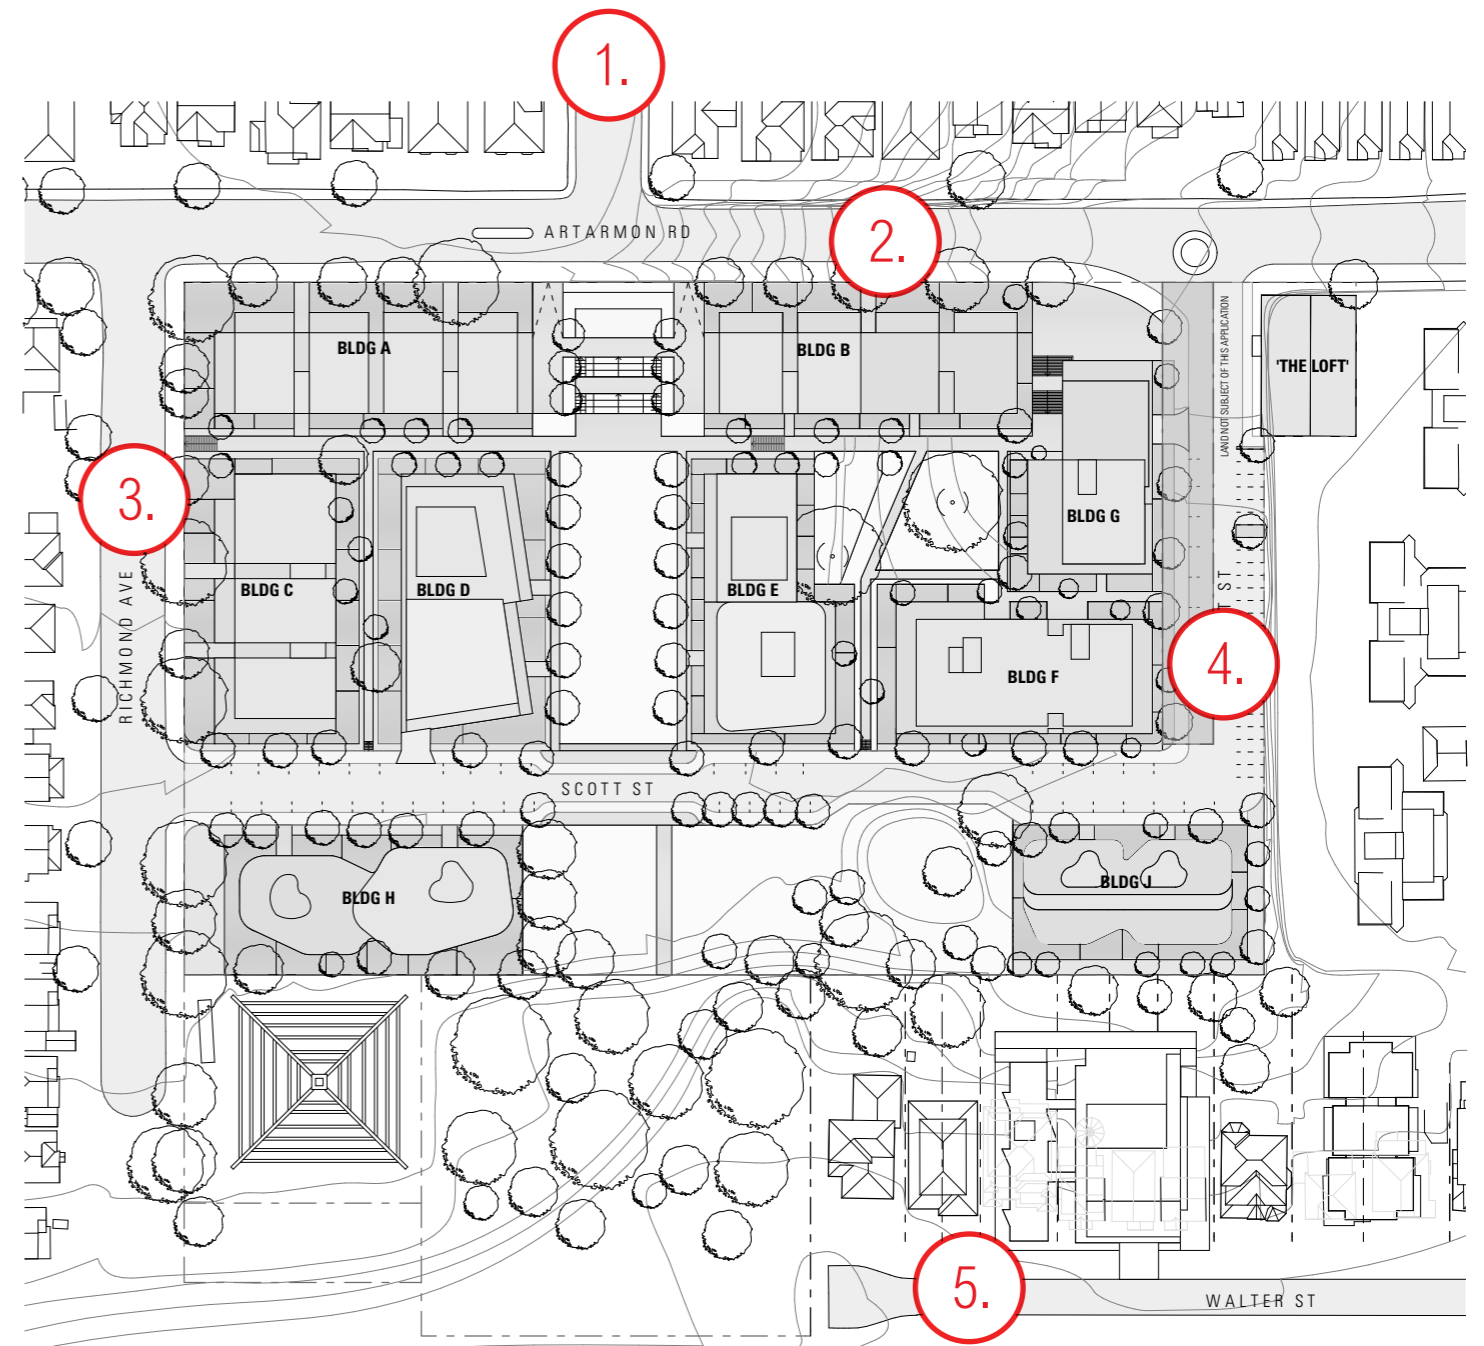 1.
ARTARMON RD
2.
BLDG A
BLDG B
'THE LOFT'
LAND NOT SUBJECT OF THIS APPLICATION
3.
BLDG G
BLDG C
BLDG D
BLDG E
RICHMOND AVE
T ST
4.
BLDG F
SCOTT ST
BLDG H
BLDG J
5.
WALTER ST